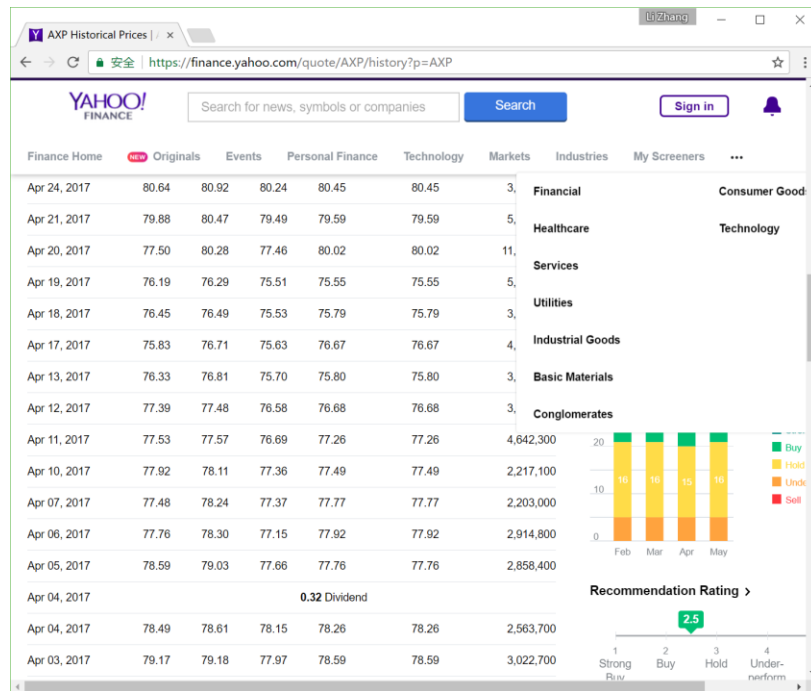 Li Zhang
AXP Historical Prices | A ×
安全 | https://finance.yahoo.com/quote/AXP/history?p=AXP
YAHOO!
FINANCE
Search for news, symbols or companies
Search
Sign in
Finance Home NEW Originals Events Personal Finance Technology Markets Industries My Screeners •••
Apr 24, 2017 80.64 80.92 80.24 80.45 80.45 3,
Apr 21, 2017 79.88 80.47 79.49 79.59 79.59 5,
Apr 20, 2017 77.50 80.28 77.46 80.02 80.02 11,
Apr 19, 2017 76.19 76.29 75.51 75.55 75.55 5,
Apr 18, 2017 76.45 76.49 75.53 75.79 75.79 3,
Apr 17, 2017 75.83 76.71 75.63 76.67 76.67 4,
Apr 13, 2017 76.33 76.81 75.70 75.80 75.80 3,
Apr 12, 2017 77.39 77.48 76.58 76.68 76.68 3,
Apr 11, 2017 77.53 77.57 76.69 77.26 77.26 4,642,300
Apr 10, 2017 77.92 78.11 77.36 77.49 77.49 2,217,100
Apr 07, 2017 77.48 78.24 77.37 77.77 77.77 2,203,000
Apr 06, 2017 77.76 78.30 77.15 77.92 77.92 2,914,800
Apr 05, 2017 78.59 79.03 77.66 77.76 77.76 2,858,400
Apr 04, 2017 0.32 Dividend
Apr 04, 2017 78.49 78.61 78.15 78.26 78.26 2,563,700
Apr 03, 2017 79.17 79.18 77.97 78.59 78.59 3,022,700
Financial Consumer Goods
Healthcare Technology
Services
Utilities
Industrial Goods
Basic Materials
Conglomerates
20
Buy
Hold
16 16 15 16
10
Unde
Sell
0
Feb Mar Apr May
Recommendation Rating >
2.5
1 2 3 4
Strong Buy Hold Under-
Buy perform